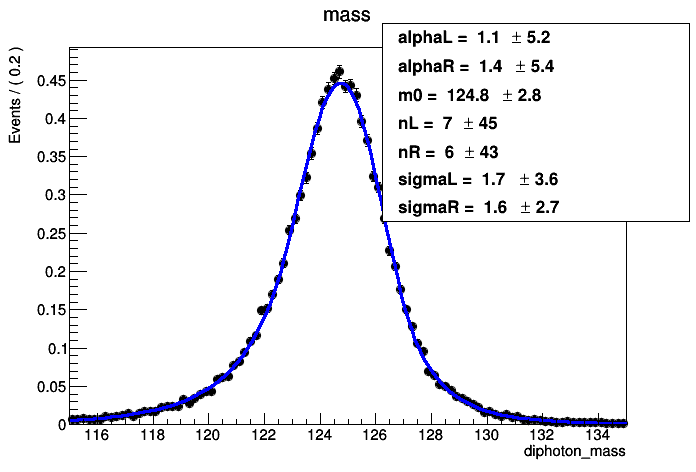 mass
alphaL = 1.1 ± 5.2
alphaR = 1.4 ± 5.4
m0 = 124.8 ± 2.8
nL = 7 ± 45
nR = 6 ± 43
sigmaL = 1.7 ± 3.6
sigmaR = 1.6 ± 2.7
Events / ( 0.2 )
0.45
0.4
0.35
0.3
0.25
0.2
0.15
0.1
0.05
0
116 118 120 122 124 126 128 130 132 134
diphoton_mass